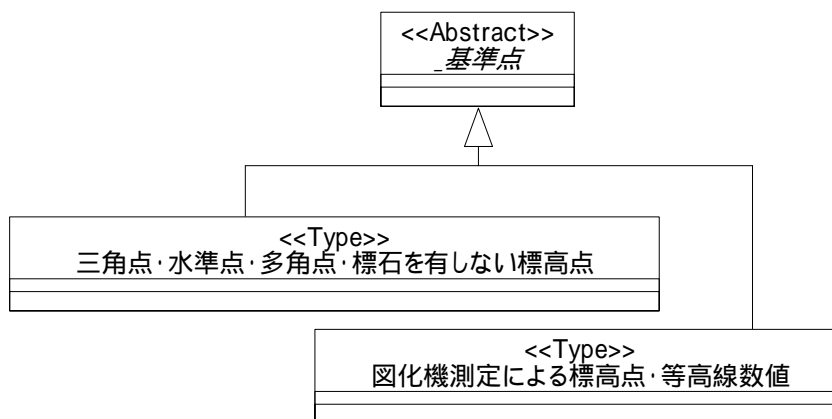 <<Abstract>>
_基準点
<<Type>>
三角点・水準点・多角点・標石を有しない標高点
<<Type>>
図化機測定による標高点・等高線数値